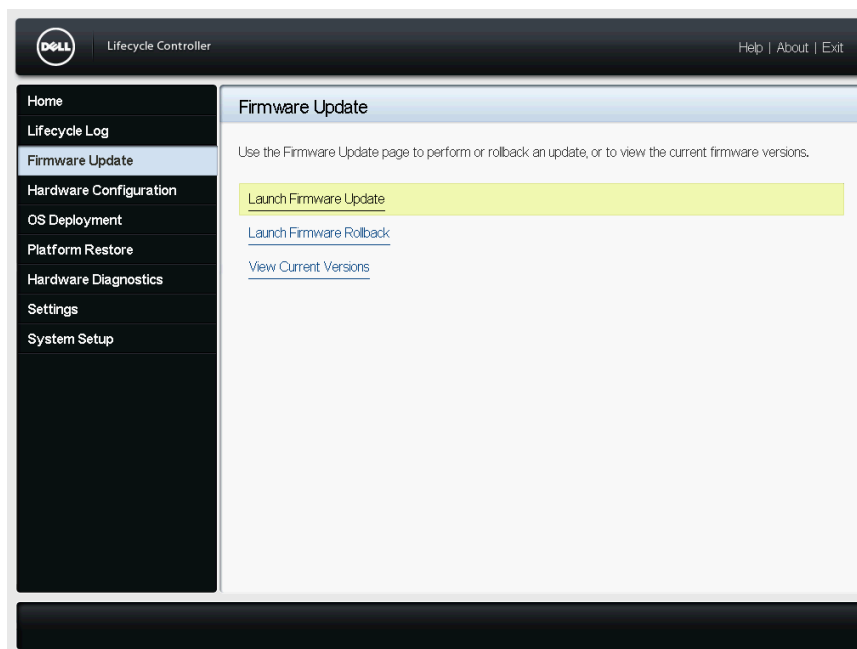 DELL
Lifecycle Controller
Help | About | Exit
Home
Lifecycle Log
Firmware Update
Hardware Configuration
OS Deployment
Platform Restore
Hardware Diagnostics
Settings
System Setup
Firmware Update
Use the Firmware Update page to perform or rollback an update, or to view the current firmware versions.
Launch Firmware Update
Launch Firmware Rollback
View Current Versions